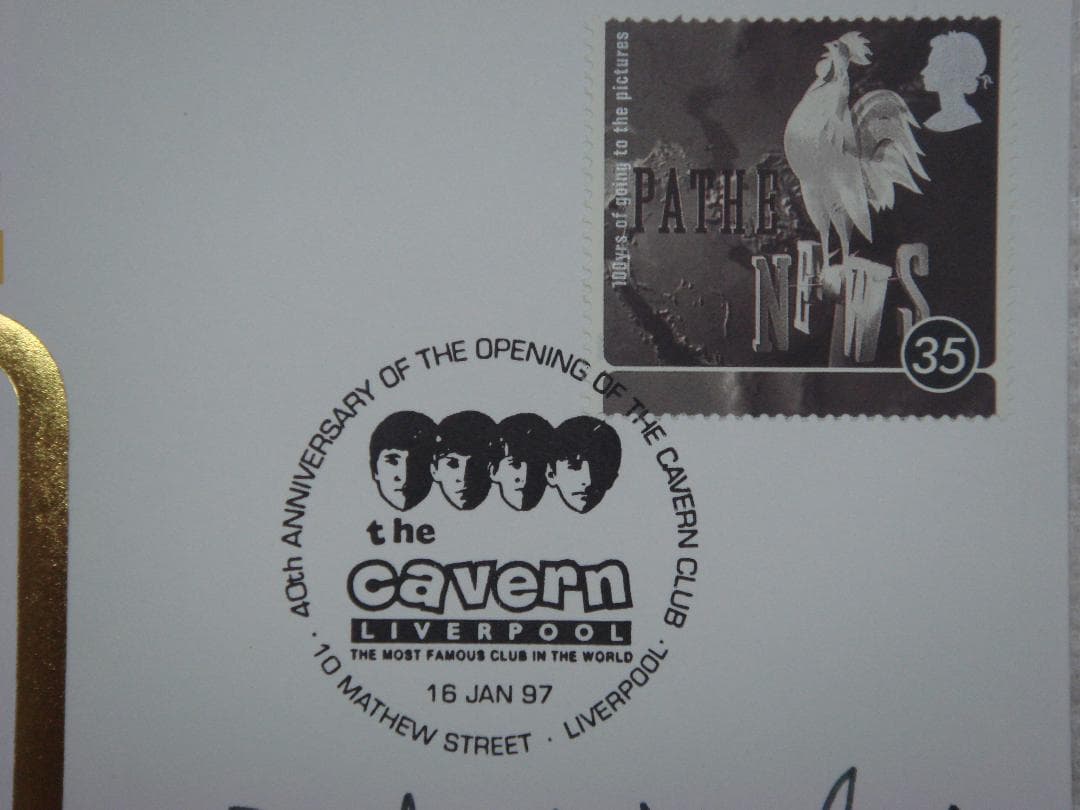 100yrs of going to the pictures
PATHE
NEWS
35
40th ANNIVERSARY OF THE OPENING OF THE CAVERN CLUB
the
cavern
LIVERPOOL
THE MOST FAMOUS CLUB IN THE WORLD
16 JAN 97
· 10 MATHEW STREET · LIVERPOOL ·